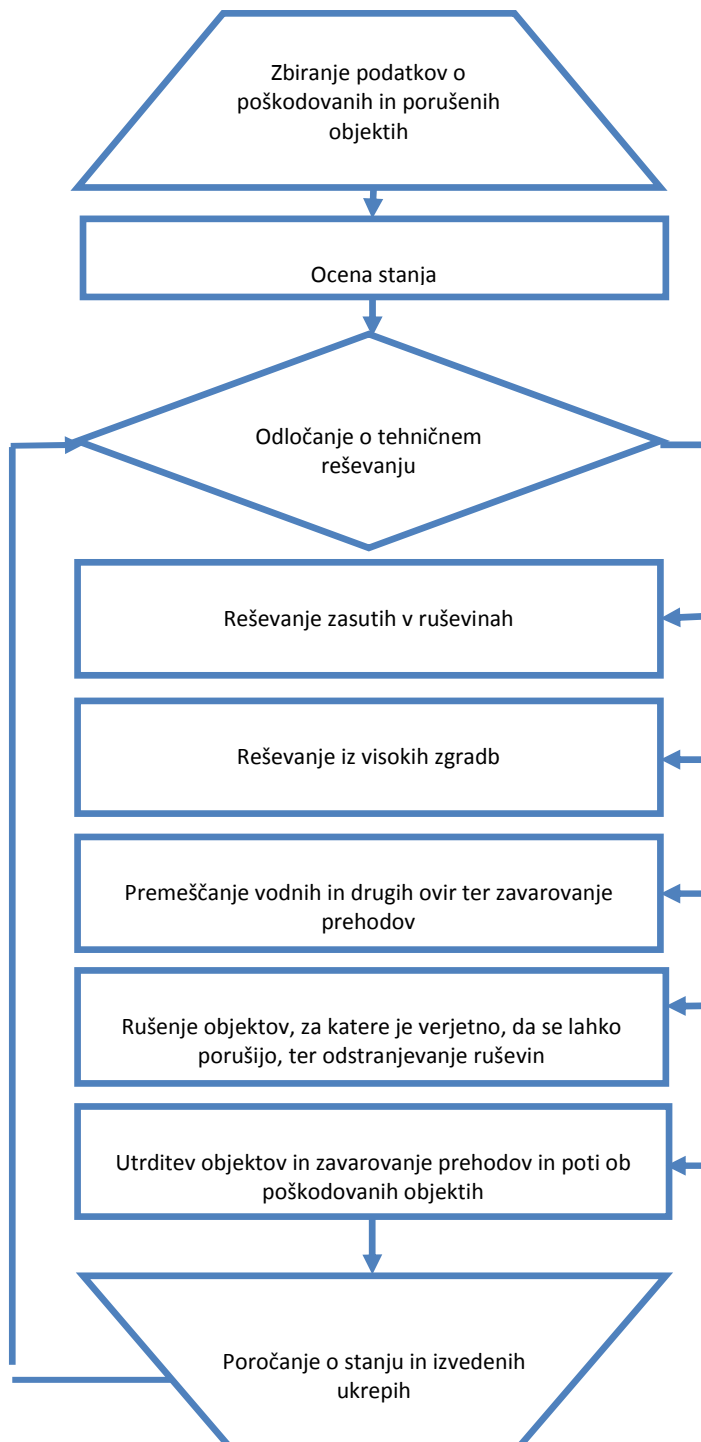 Zbiranje podatkov o
poškodovanih in porušenih
objektih
Ocena stanja
Odločanje o tehničnem
reševanju
Reševanje zasutih v ruševinah
Reševanje iz visokih zgradb
Premeščanje vodnih in drugih ovir ter zavarovanje
prehodov
Rušenje objektov, za katere je verjetno, da se lahko
porušijo, ter odstranjevanje ruševin
Utrditev objektov in zavarovanje prehodov in poti ob
poškodovanih objektih
Poročanje o stanju in izvedenih
ukrepih